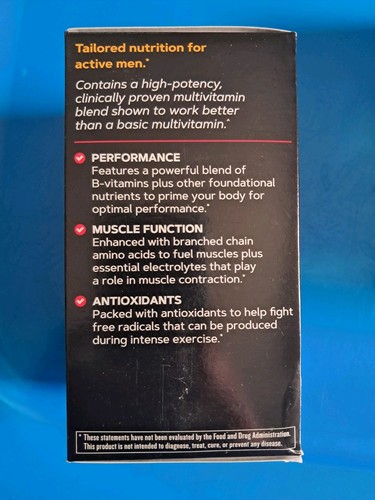 Tailored nutrition for
active men.*
Contains a high-potency,
clinically proven multivitamin
blend shown to work better
than a basic multivitamin.*
PERFORMANCE
Features a powerful blend of
B-vitamins plus other foundational
nutrients to prime your body for
optimal performance.*
MUSCLE FUNCTION
Enhanced with branched chain
amino acids to fuel muscles plus
essential electrolytes that play
a role in muscle contraction.*
ANTIOXIDANTS
Packed with antioxidants to help fight
free radicals that can be produced
during intense exercise.*
* These statements have not been evaluated by the Food and Drug Administration.
This product is not intended to diagnose, treat, cure, or prevent any disease.